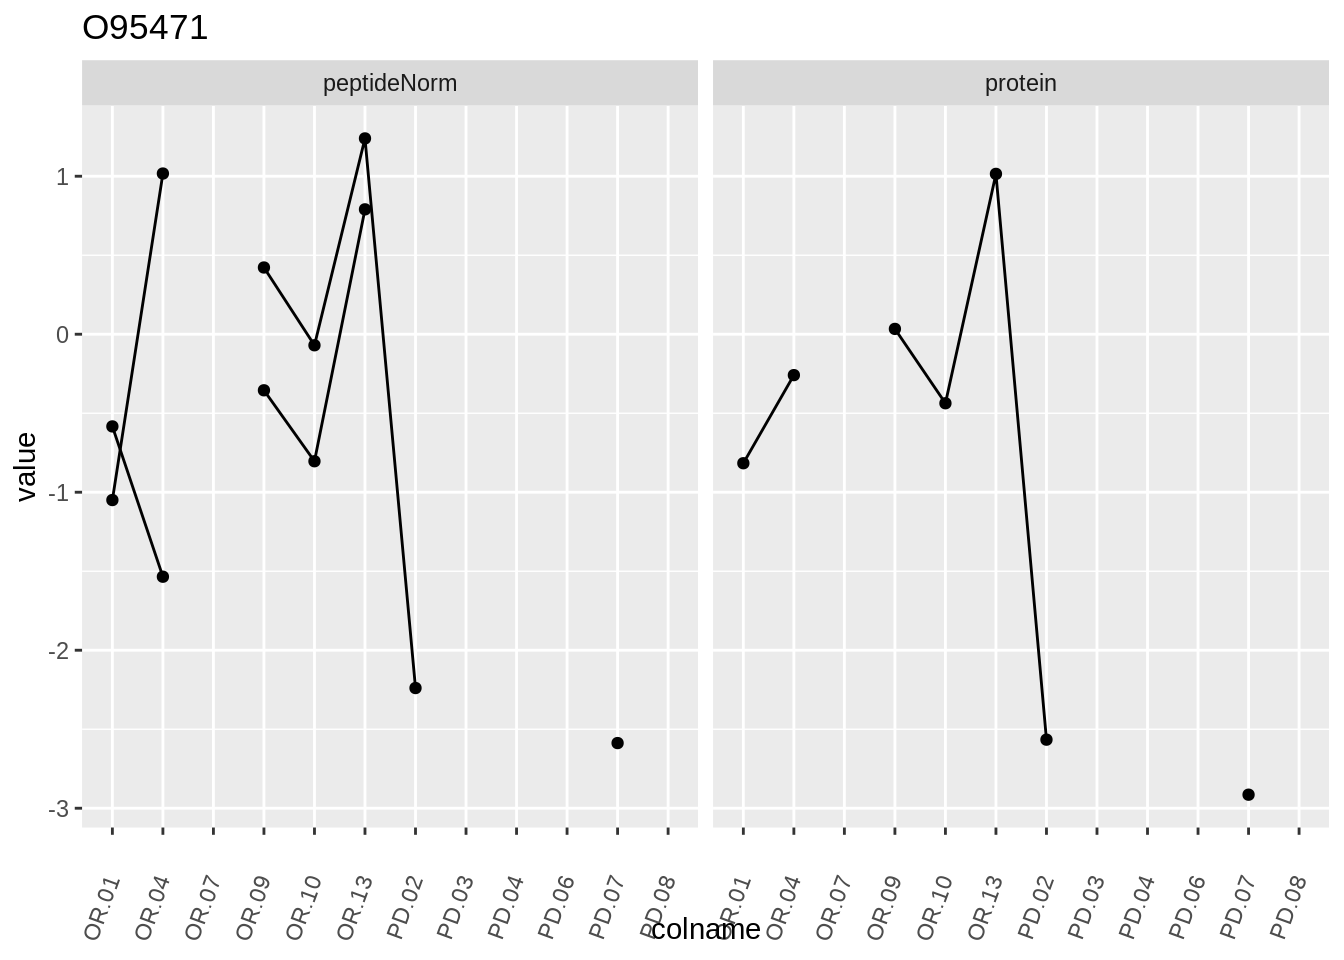 O95471
peptideNorm
protein
value
1
0
-1
-2
-3
OR.01
OR.04
OR.07
OR.09
OR.10
OR.13
PD.02
PD.03
PD.04
PD.06
PD.07
PD.08
OR.01
OR.04
OR.07
OR.09
OR.10
OR.13
PD.02
PD.03
PD.04
PD.06
PD.07
PD.08
colname